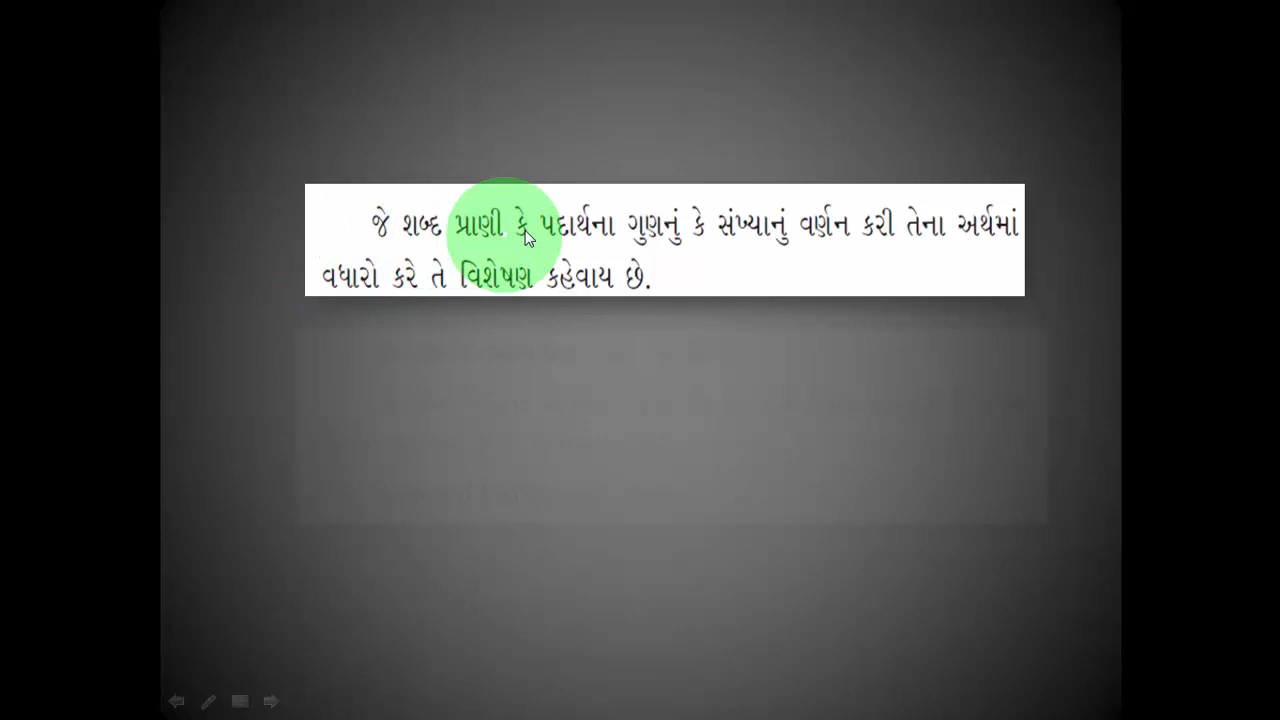 જે શબ્દ પ્રાણી કે પદાર્થના ગુણનું કે સંખ્યાનું વર્ણન કરી તેના અર્થમાં
વધારો કરે તે વિશેષણ કહેવાય છે.